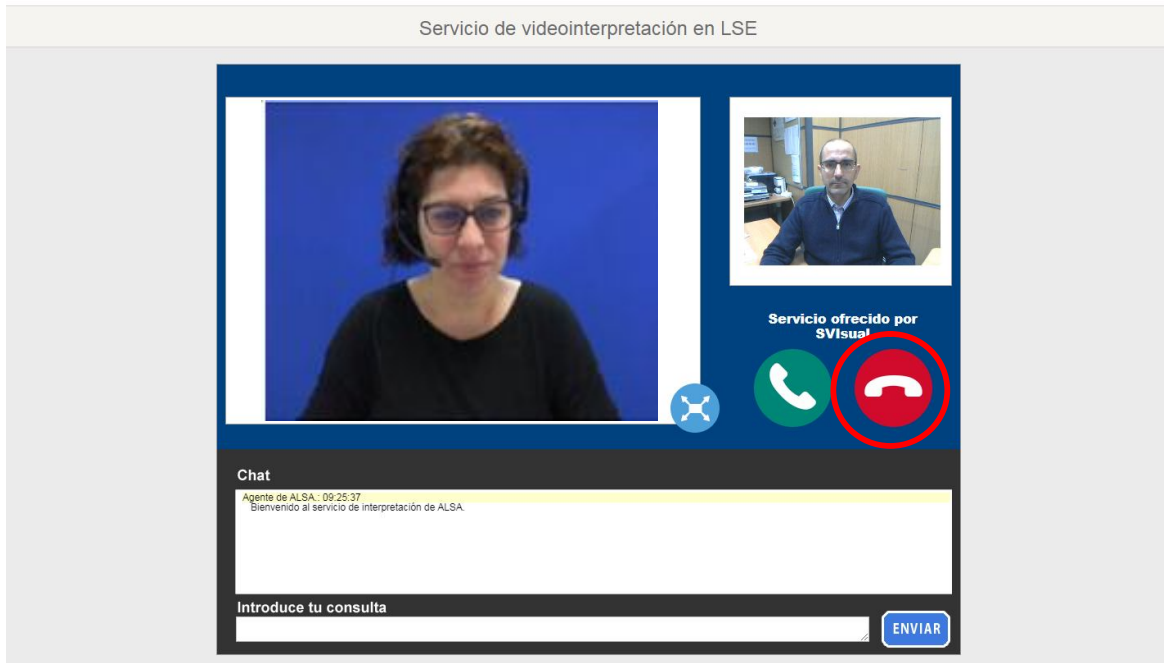 Servicio de videointerpretación en LSE
Servicio ofrecido por
SVIsual
Chat
Agente de ALSA.: 09:25:37
Bienvenido al servicio de interpretación de ALSA.
Introduce tu consulta
ENVIAR